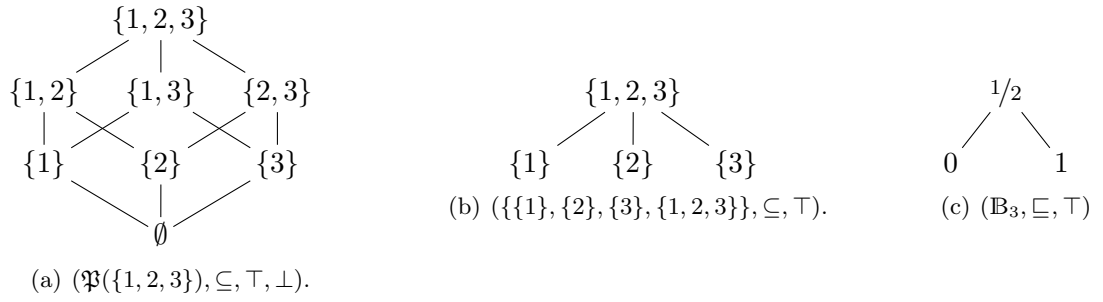 {1, 2, 3}
{1, 2} {1, 3} {2, 3}
{1} {2} {3}
∅
(a) (𝔓({1, 2, 3}), ⊆, ⊤, ⊥).
{1, 2, 3}
{1} {2} {3}
(b) ({{1}, {2}, {3}, {1, 2, 3}}, ⊆, ⊤).
1/2
0 1
(c) (𝔹₃, ⊑, ⊤)